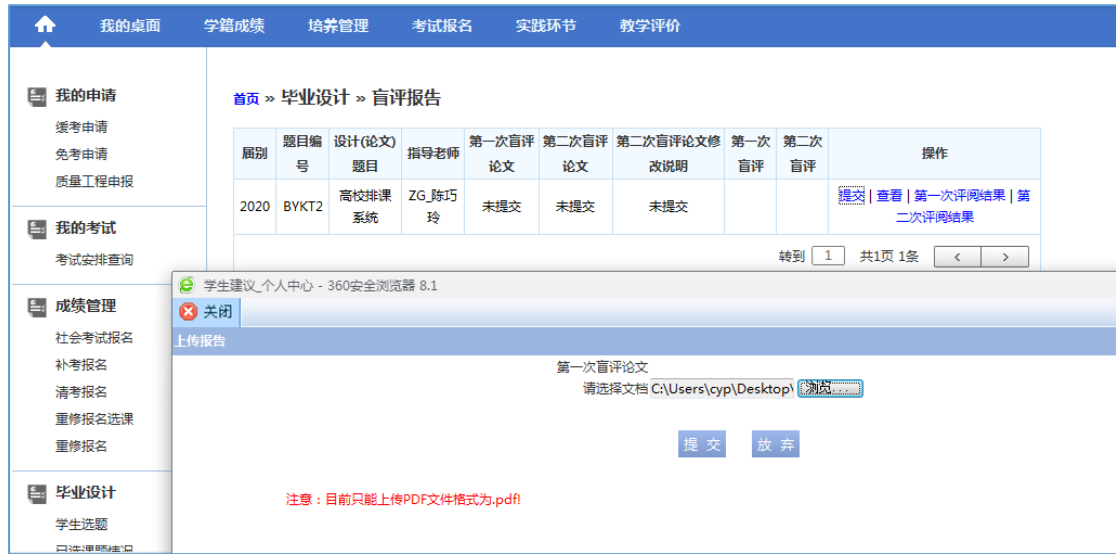 我的桌面 学籍成绩 培养管理 考试报名 实践环节 教学评价
我的申请
缓考申请
免考申请
质量工程申报
我的考试
考试安排查询
成绩管理
社会考试报名
补考报名
清考报名
重修报名选课
重修报名
毕业设计
学生选题
已选课题情况
首页 » 毕业设计 » 盲评报告
届别 题目编号 设计(论文)题目 指导老师 第一次盲评论文 第二次盲评论文 第二次盲评论文修改说明 第一次盲评 第二次盲评 操作
2020 BYKT2 高校排课系统 ZG_陈巧玲 未提交 未提交 未提交 提交 | 查看 | 第一次评阅结果 | 第二次评阅结果
转到 1 共1页 1条 < >
学生建议_个人中心 - 360安全浏览器 8.1
关闭
上传报告
第一次盲评论文
请选择文档 C:\Users\cyp\Desktop\ 浏览...
提 交 放 弃
注意：目前只能上传PDF文件格式为.pdf!